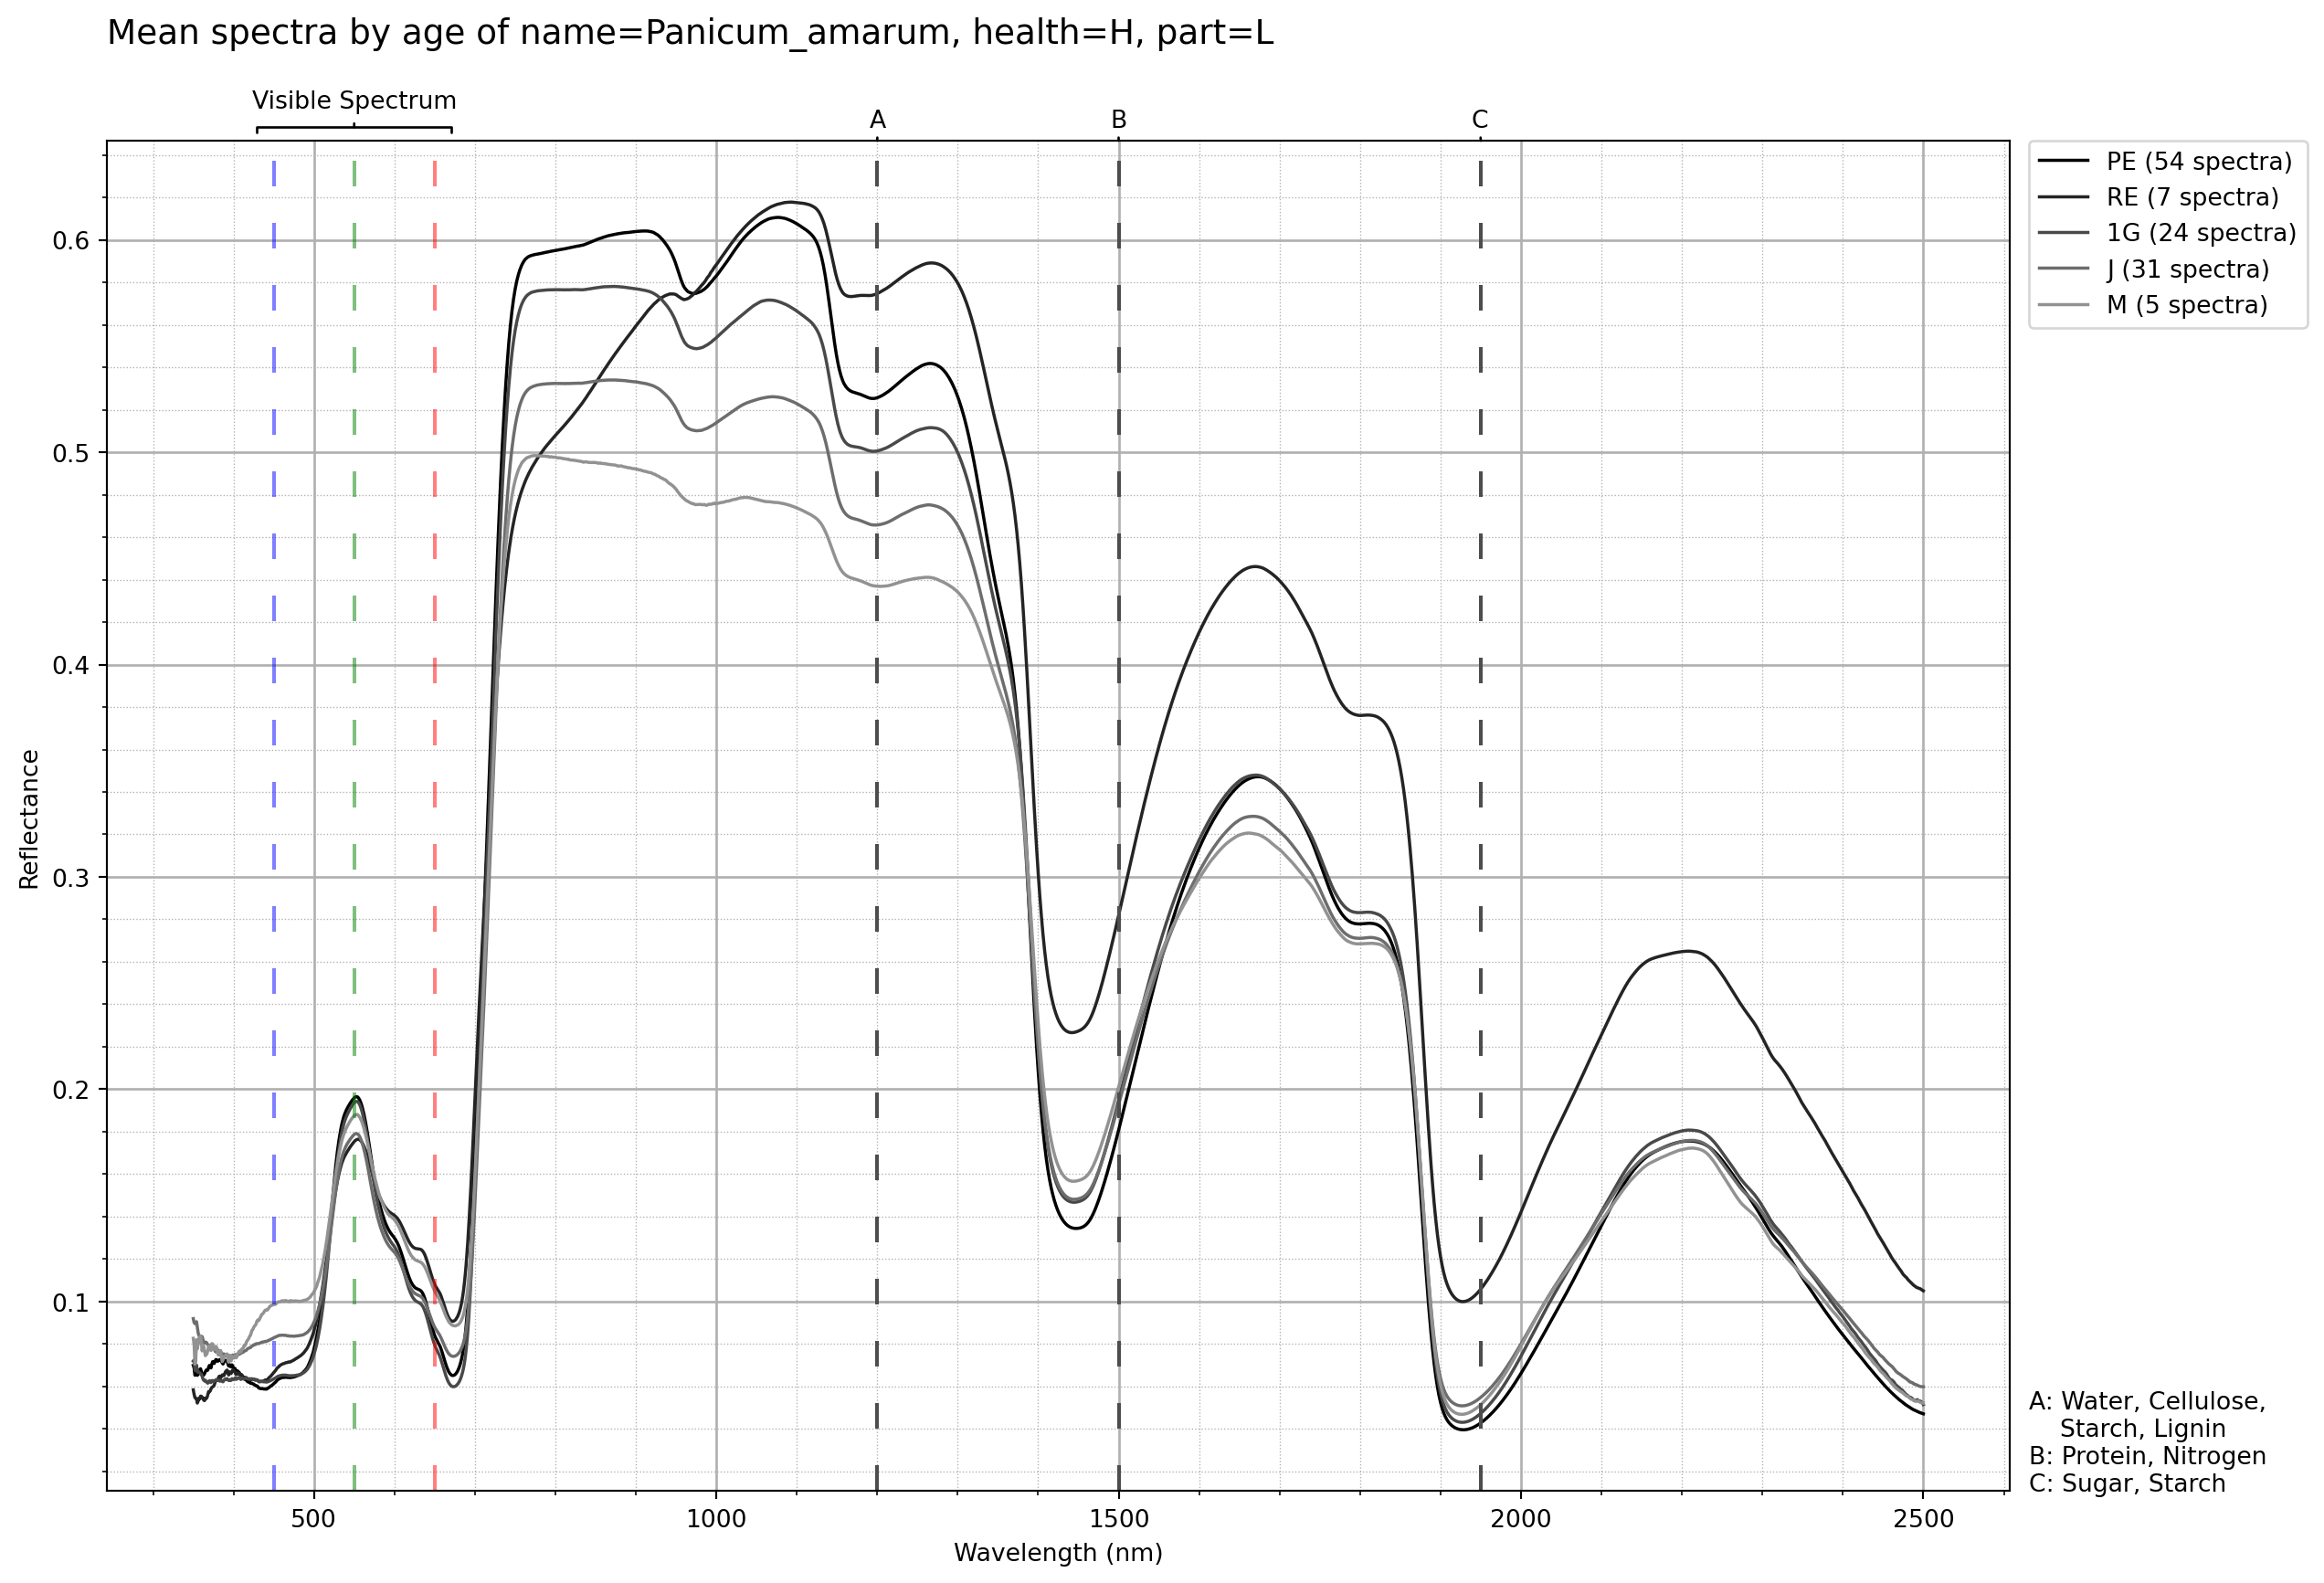 Mean spectra by age of name=Panicum_amarum, health=H, part=L
Visible Spectrum
A
B
C
PE (54 spectra)
RE (7 spectra)
1G (24 spectra)
J (31 spectra)
M (5 spectra)
0.6
0.5
0.4
0.3
0.2
0.1
Reflectance
500
1000
1500
2000
2500
Wavelength (nm)
A: Water, Cellulose,
Starch, Lignin
B: Protein, Nitrogen
C: Sugar, Starch